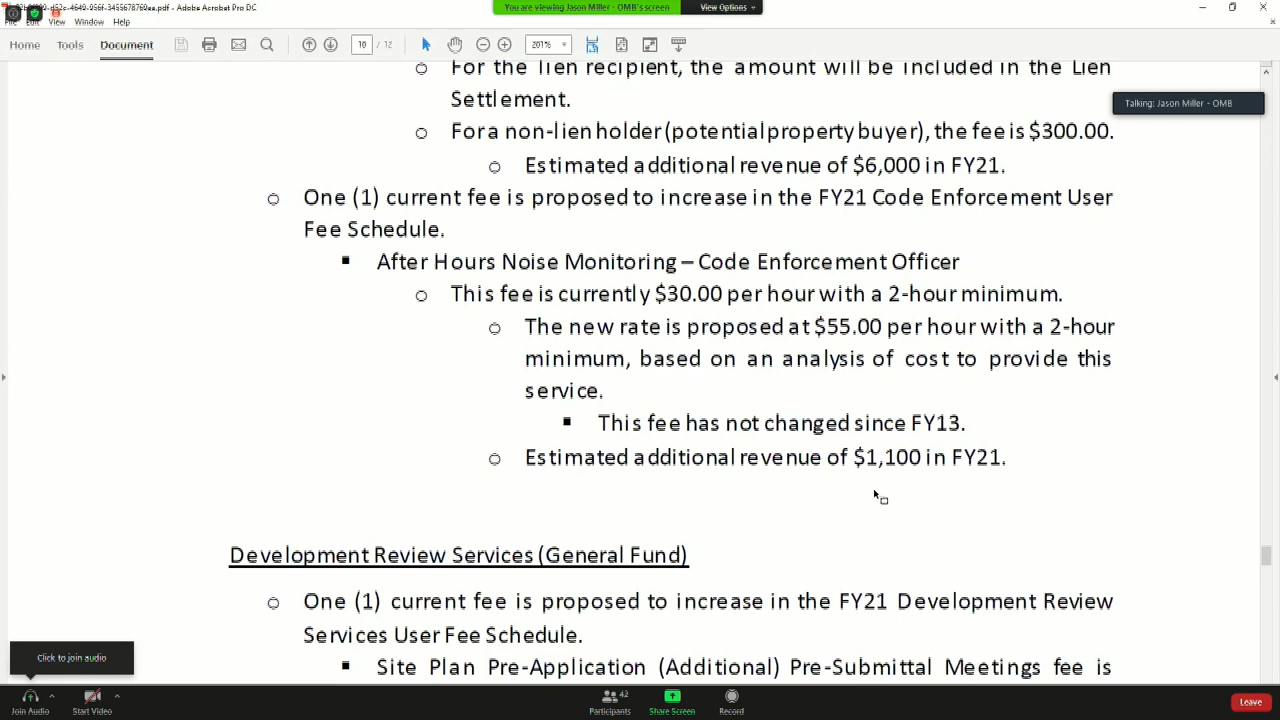 .pdf - Adobe Acrobat Pro DC
You are viewing Jason Miller - OMB's screen
View Options
File Edit View Window Help
Home Tools Document
10 / 12
201%
Talking: Jason Miller - OMB
For the lien recipient, the amount will be included in the Lien
Settlement.
For a non-lien holder (potential property buyer), the fee is $300.00.
Estimated additional revenue of $6,000 in FY21.
One (1) current fee is proposed to increase in the FY21 Code Enforcement User
Fee Schedule.
After Hours Noise Monitoring – Code Enforcement Officer
This fee is currently $30.00 per hour with a 2-hour minimum.
The new rate is proposed at $55.00 per hour with a 2-hour
minimum, based on an analysis of cost to provide this
service.
This fee has not changed since FY13.
Estimated additional revenue of $1,100 in FY21.
Development Review Services (General Fund)
One (1) current fee is proposed to increase in the FY21 Development Review
Services User Fee Schedule.
Site Plan Pre-Application (Additional) Pre-Submittal Meetings fee is
Click to join audio
Join Audio
Start Video
42
Participants
Share Screen
Record
Leave